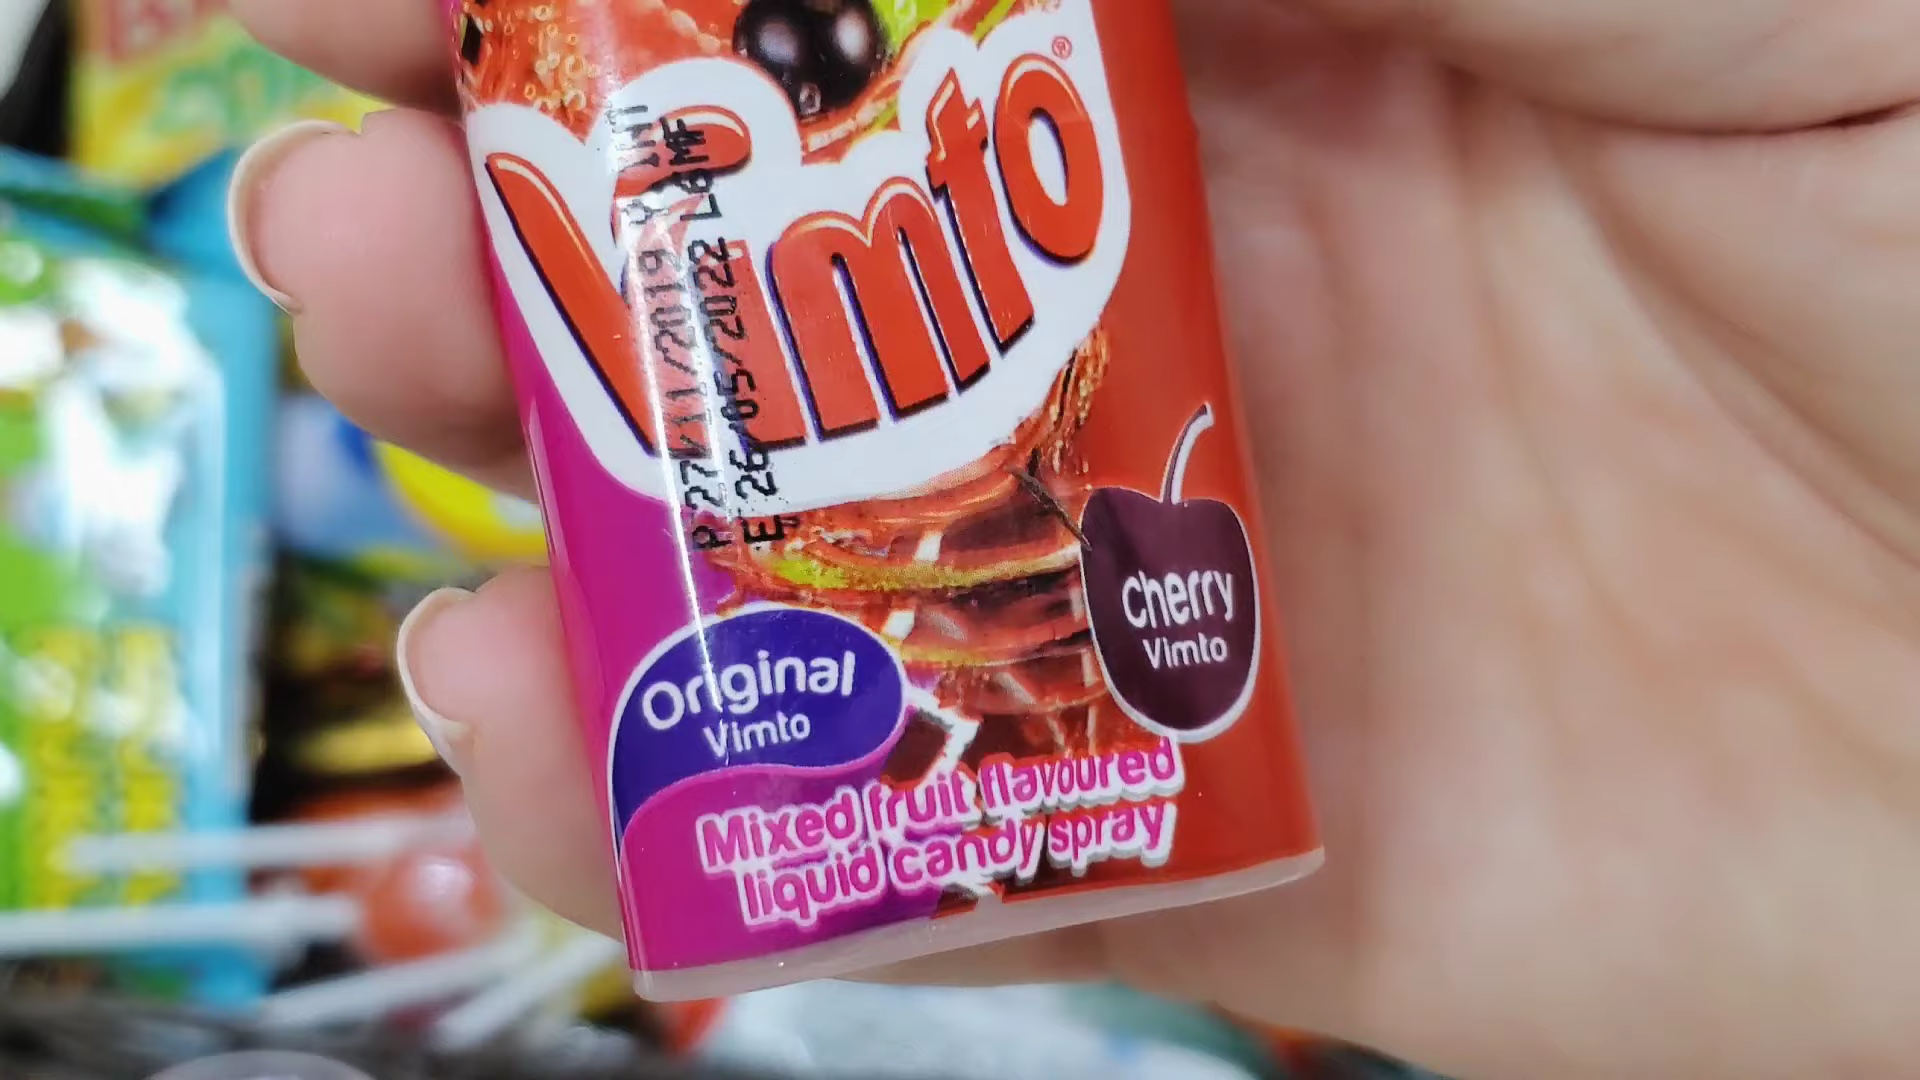 Vimto®
P 27/11/2019
E 26/05/2022
Original
Vimto
cherry
Vimto
Mixed fruit flavoured
liquid candy spray